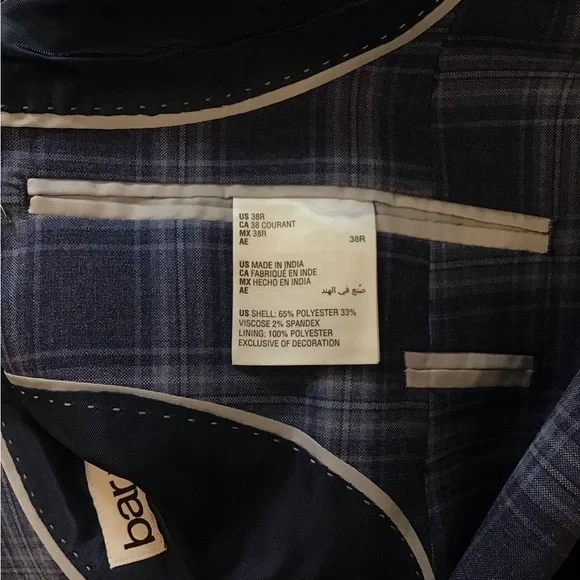 US 38R
CA 38 COURANT
MX 38R
AE 38R
US MADE IN INDIA
CA FABRIQUÉ EN INDE
MX HECHO EN INDIA
AE صُنع في الهند
US SHELL: 65% POLYESTER 33%
VISCOSE 2% SPANDEX
LINING: 100% POLYESTER
EXCLUSIVE OF DECORATION
bar